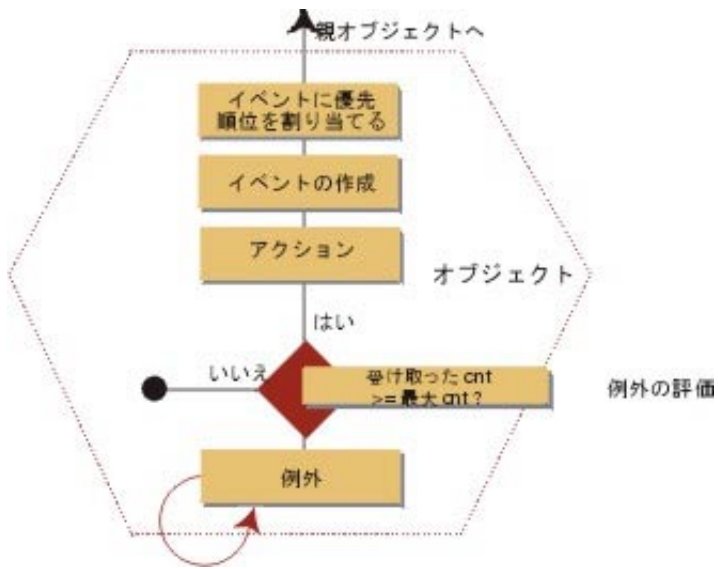 親オブジェクトへ
イベントに優先
順位を割り当てる
イベントの作成
アクション
オブジェクト
はい
いいえ
受け取った cnt
>= 最大 cnt ?
例外の評価
例外